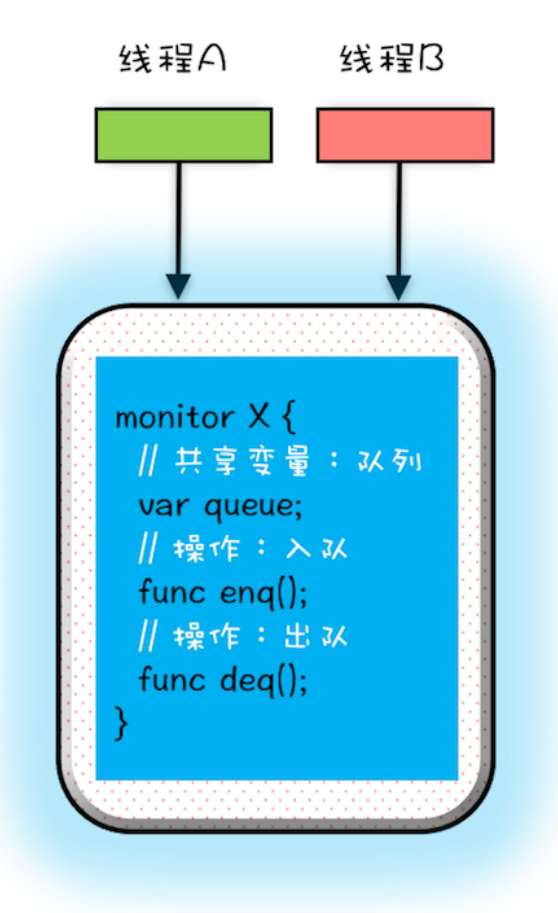 线程A
线程B
monitor X {
// 共享变量：队列
var queue;
// 操作：入队
func enq();
// 操作：出队
func deq();
}